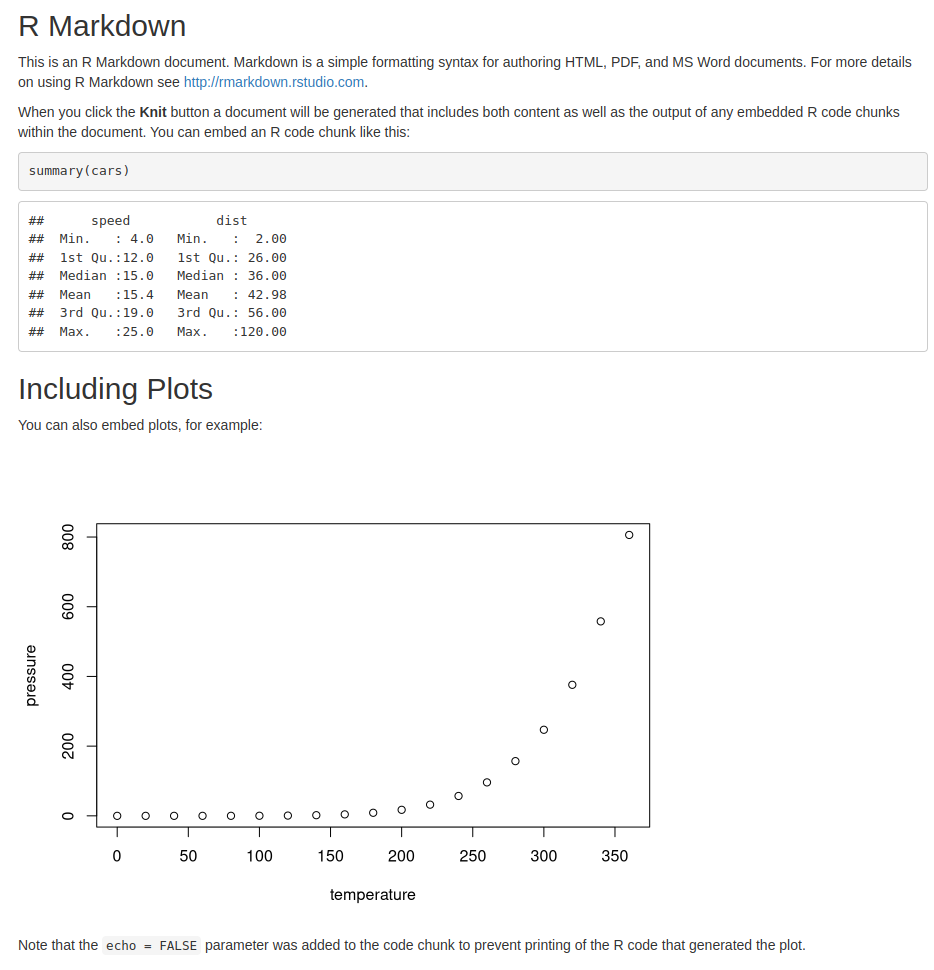 R Markdown
This is an R Markdown document. Markdown is a simple formatting syntax for authoring HTML, PDF, and MS Word documents. For more details
on using R Markdown see http://rmarkdown.rstudio.com.
When you click the Knit button a document will be generated that includes both content as well as the output of any embedded R code chunks
within the document. You can embed an R code chunk like this:
summary(cars)
##      speed           dist
##  Min.   : 4.0   Min.   :  2.00
##  1st Qu.:12.0   1st Qu.: 26.00
##  Median :15.0   Median : 36.00
##  Mean   :15.4   Mean   : 42.98
##  3rd Qu.:19.0   3rd Qu.: 56.00
##  Max.   :25.0   Max.   :120.00
Including Plots
You can also embed plots, for example:
800
600
400
200
0
pressure
0 50 100 150 200 250 300 350
temperature
Note that the echo = FALSE parameter was added to the code chunk to prevent printing of the R code that generated the plot.